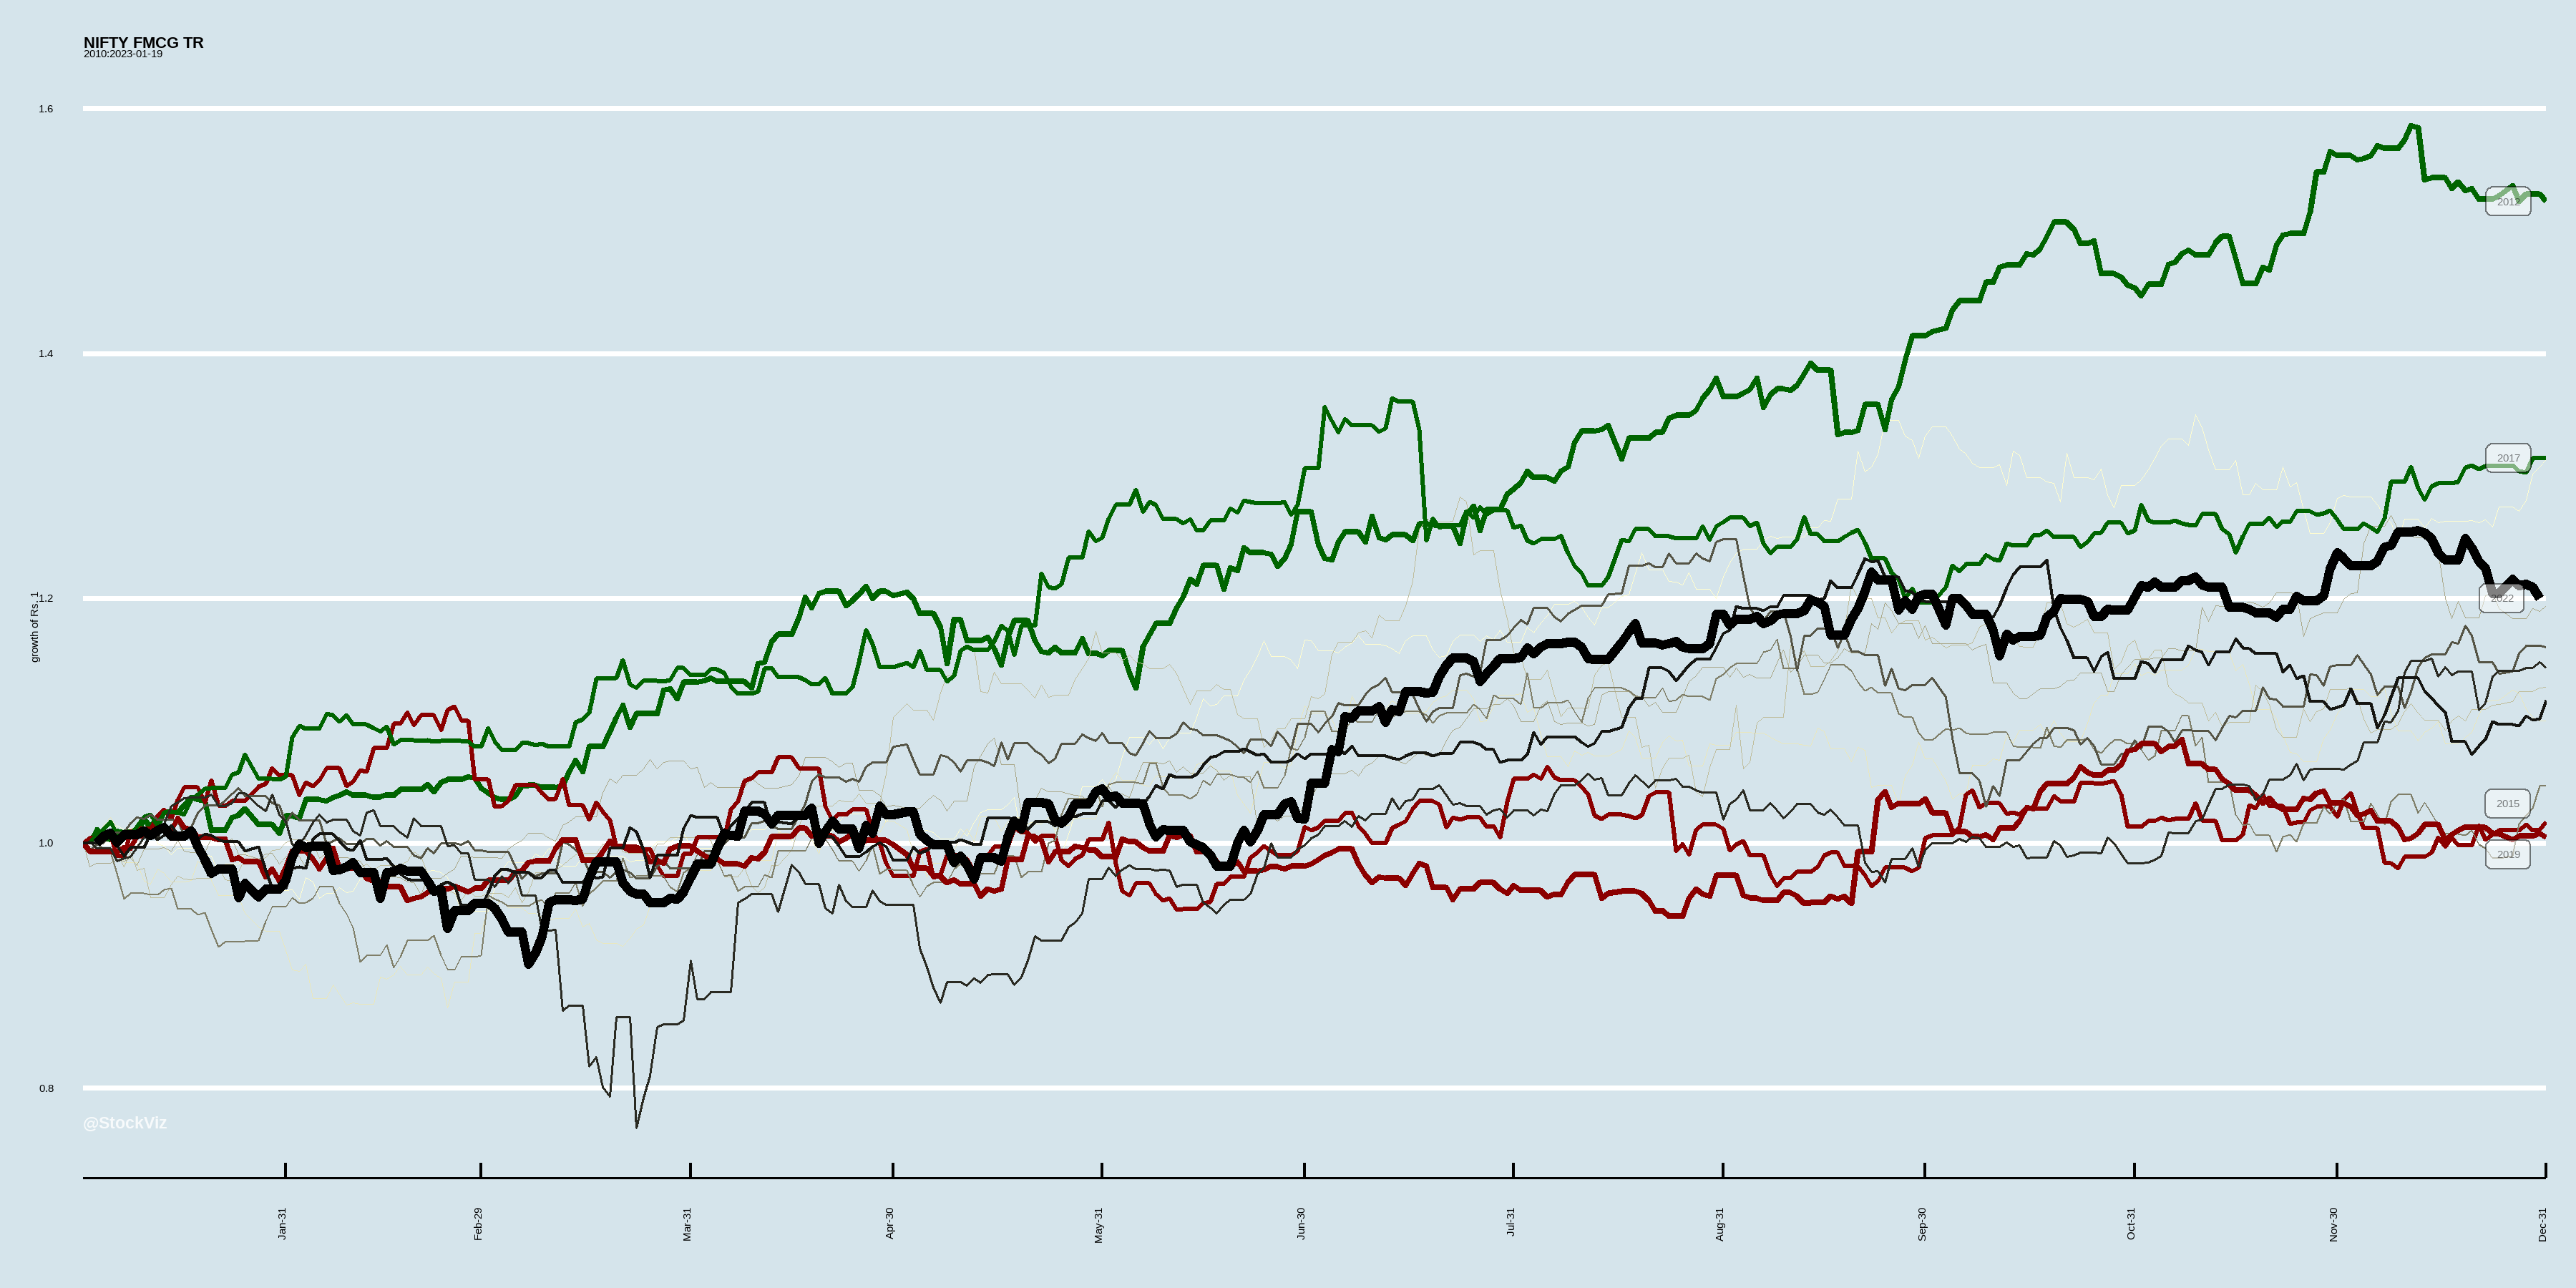 NIFTY FMCG TR
2010:2023-01-19
1.6
1.4
1.2
1.0
0.8
growth of Rs. 1
2012
2017
2022
2015
2019
@StockViz
Jan-31
Feb-29
Mar-31
Apr-30
May-31
Jun-30
Jul-31
Aug-31
Sep-30
Oct-31
Nov-30
Dec-31